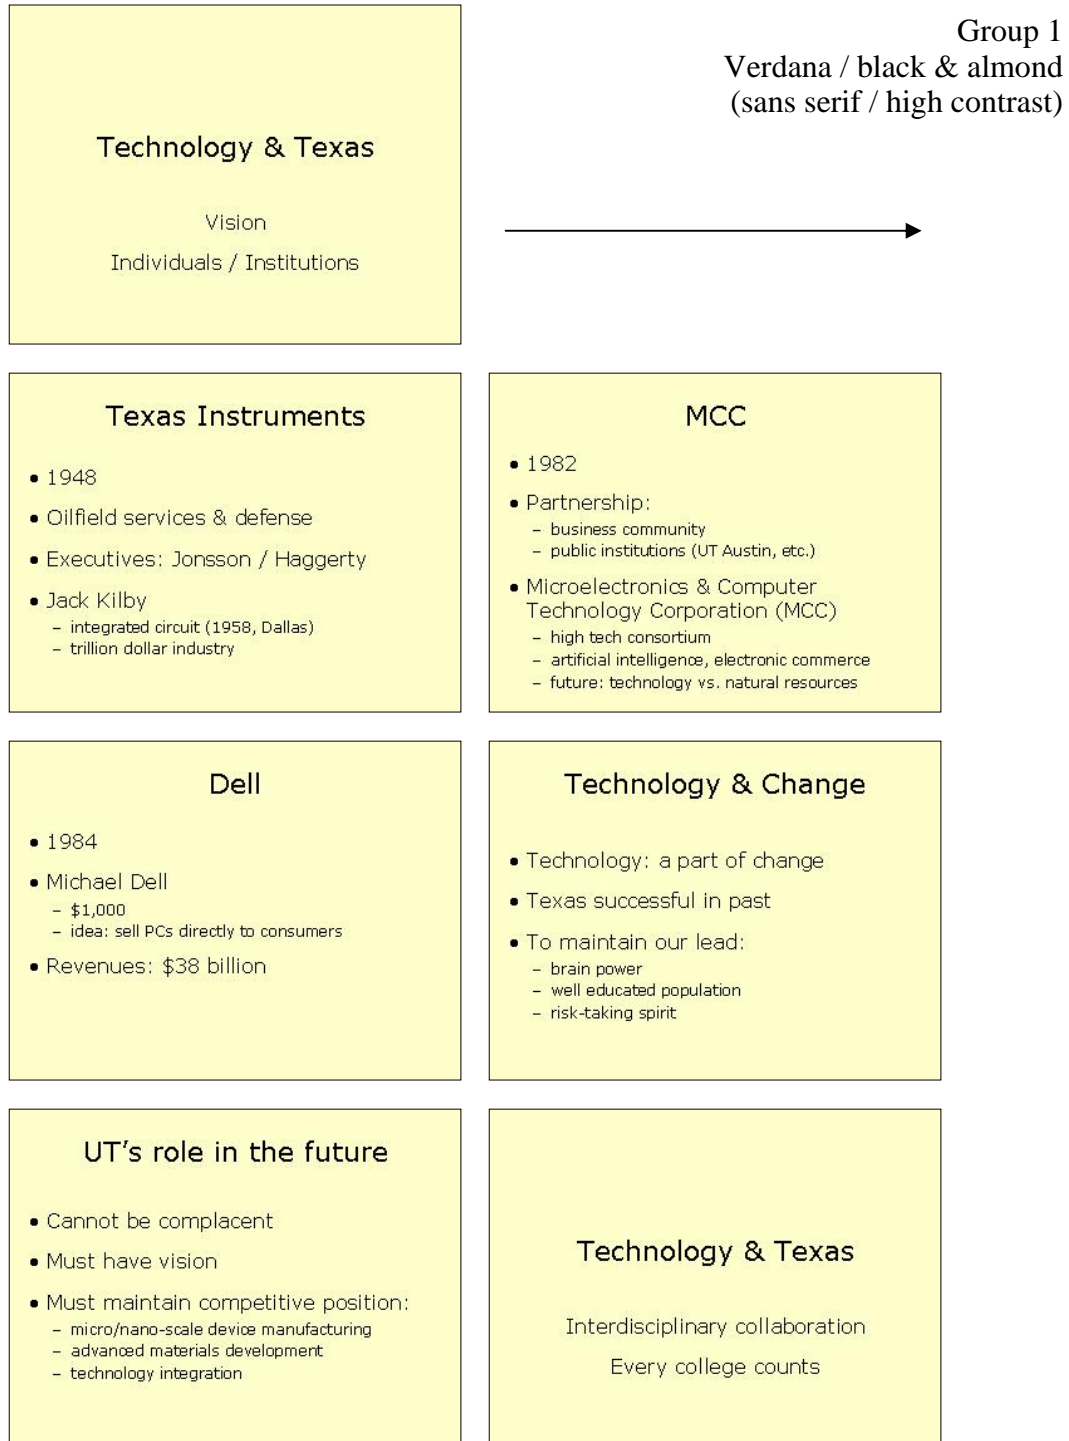 Group 1
Verdana / black & almond
(sans serif / high contrast)
Technology & Texas
Vision
Individuals / Institutions
Texas Instruments
• 1948
• Oilfield services & defense
• Executives: Jonsson / Haggerty
• Jack Kilby
– integrated circuit (1958, Dallas)
– trillion dollar industry
MCC
• 1982
• Partnership:
– business community
– public institutions (UT Austin, etc.)
• Microelectronics & Computer
Technology Corporation (MCC)
– high tech consortium
– artificial intelligence, electronic commerce
– future: technology vs. natural resources
Dell
• 1984
• Michael Dell
– $1,000
– idea: sell PCs directly to consumers
• Revenues: $38 billion
Technology & Change
• Technology: a part of change
• Texas successful in past
• To maintain our lead:
– brain power
– well educated population
– risk-taking spirit
UT's role in the future
• Cannot be complacent
• Must have vision
• Must maintain competitive position:
– micro/nano-scale device manufacturing
– advanced materials development
– technology integration
Technology & Texas
Interdisciplinary collaboration
Every college counts